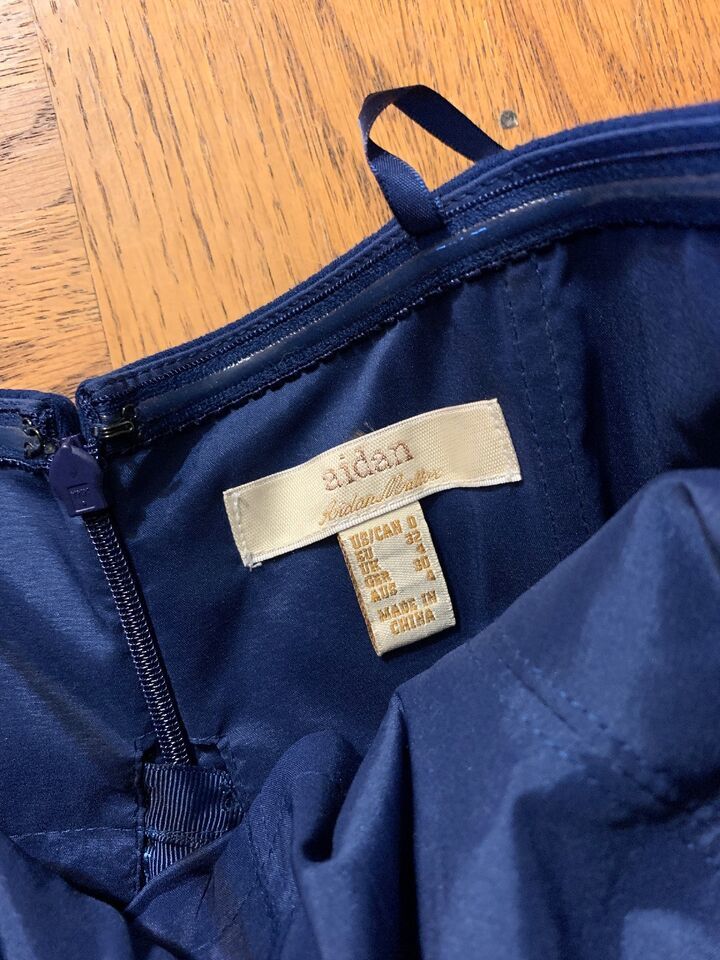 aidan
Aidan Mattox
US/CAN 0
EU 32
UK 4
GER 30
AUS 4
MADE IN
CHINA